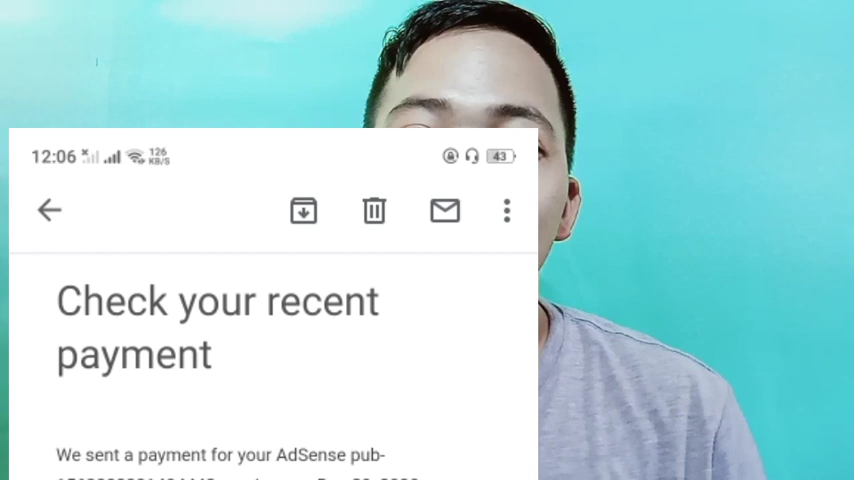 12:06 126 KB/S 43
Check your recent
payment
We sent a payment for your AdSense pub-